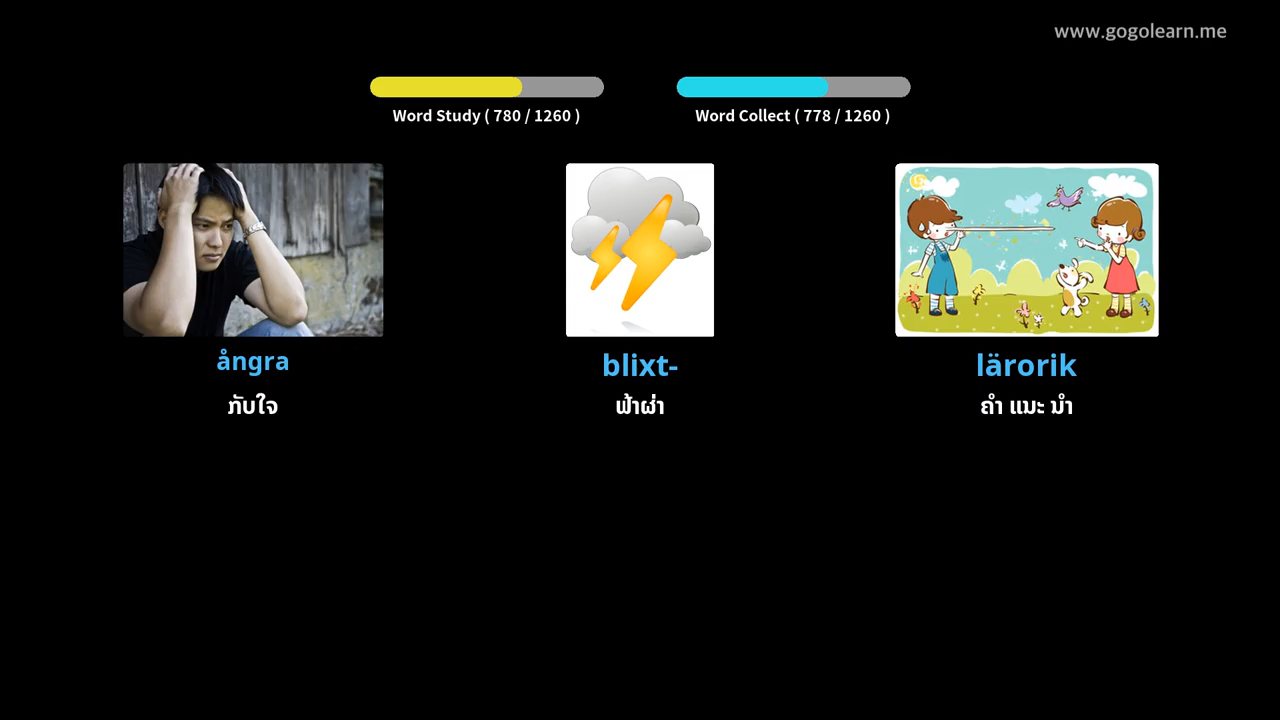 www.gogolearn.me
Word Study ( 780 / 1260 )
Word Collect ( 778 / 1260 )
ångra
blixt-
lärorik
ກັບໃຈ
ຟ້າຜ່າ
ຄຳ ແນະ ນຳ